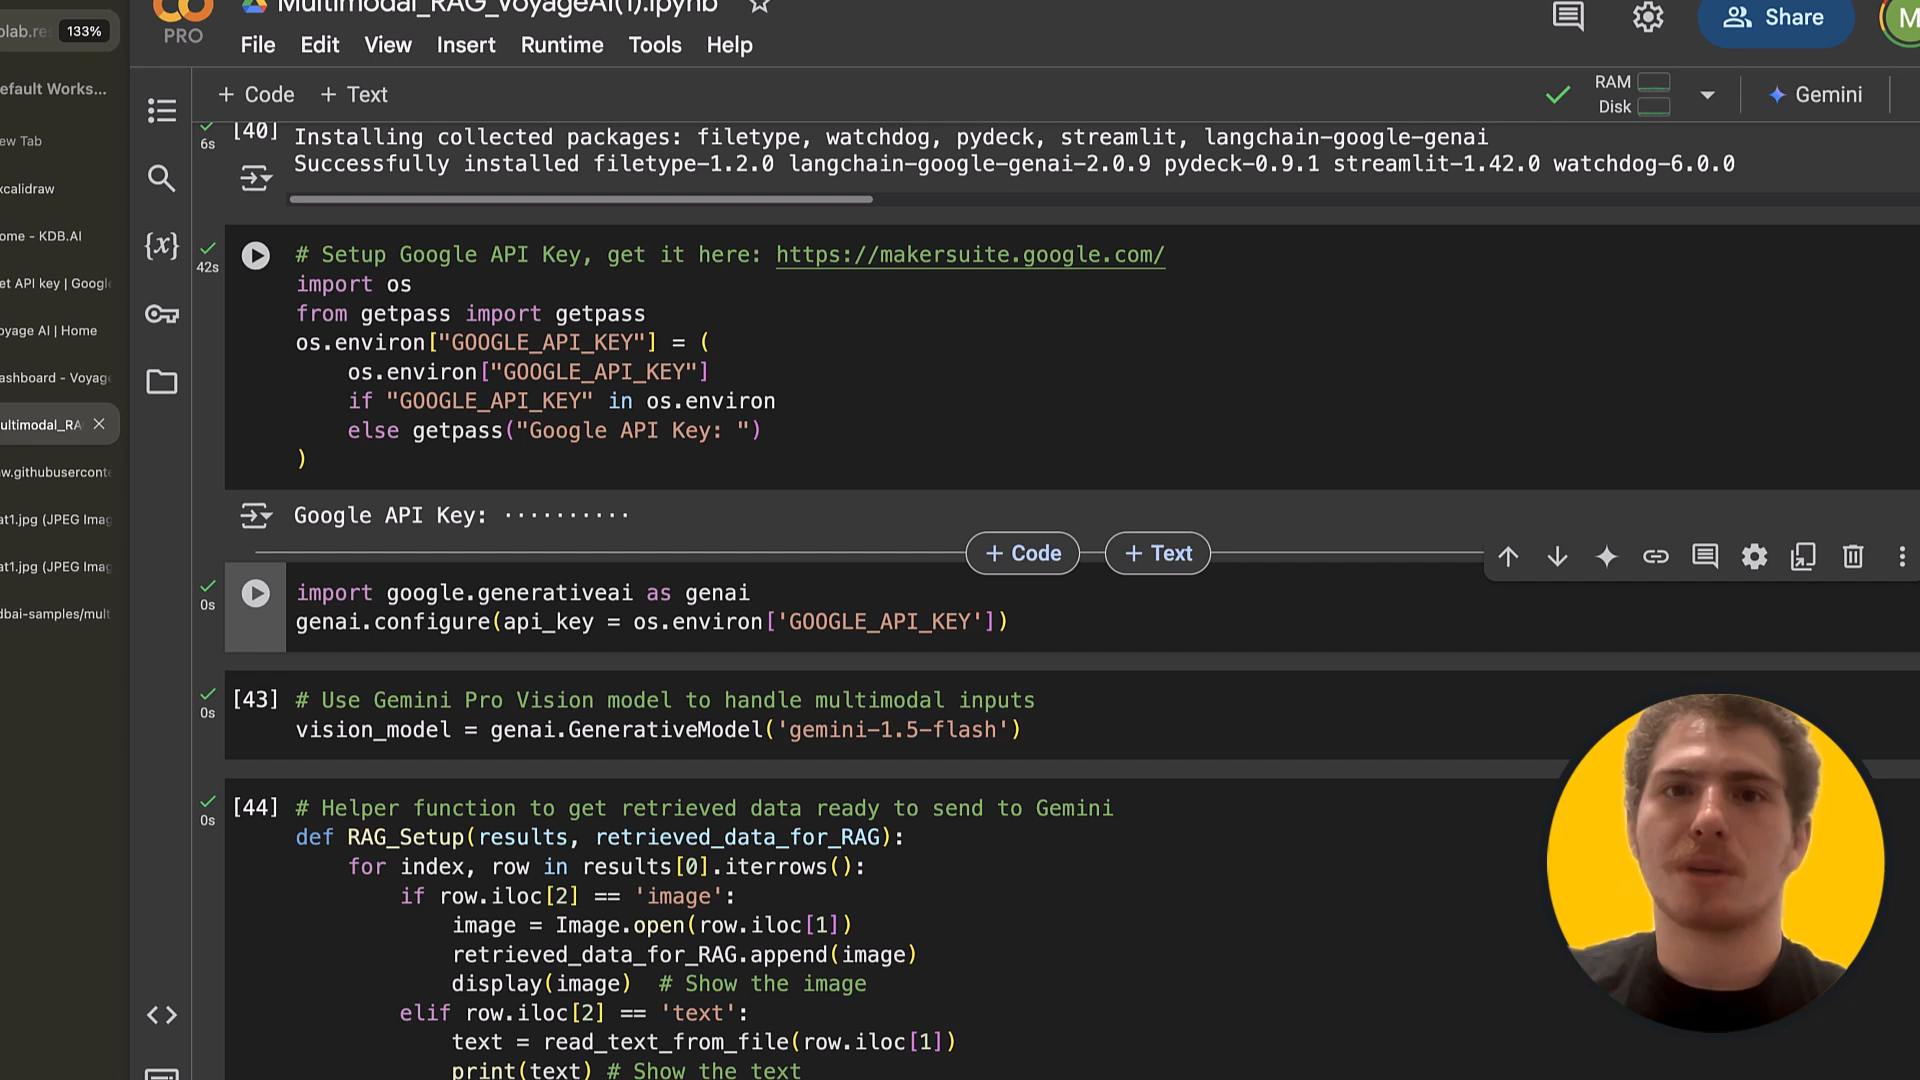 olab.re
133%
Multimodal_RAG_VoyageAI(1).ipynb
PRO
File Edit View Insert Runtime Tools Help
Share
M
efault Works...
+ Code + Text
RAM
Disk
Gemini
ew Tab
xcalidraw
ome - KDB.AI
et API key | Googl
oyage AI | Home
ashboard - Voyag
ultimodal_RA
w.githubuserconte
at1.jpg (JPEG Imag
at1.jpg (JPEG Imag
dbai-samples/mult
6s
[40]
Installing collected packages: filetype, watchdog, pydeck, streamlit, langchain-google-genai
Successfully installed filetype-1.2.0 langchain-google-genai-2.0.9 pydeck-0.9.1 streamlit-1.42.0 watchdog-6.0.0
{x}
42s
# Setup Google API Key, get it here: https://makersuite.google.com/
import os
from getpass import getpass
os.environ["GOOGLE_API_KEY"] = (
os.environ["GOOGLE_API_KEY"]
if "GOOGLE_API_KEY" in os.environ
else getpass("Google API Key: ")
)
Google API Key: ··········
+ Code + Text
0s
import google.generativeai as genai
genai.configure(api_key = os.environ['GOOGLE_API_KEY'])
0s
[43]
# Use Gemini Pro Vision model to handle multimodal inputs
vision_model = genai.GenerativeModel('gemini-1.5-flash')
0s
[44]
# Helper function to get retrieved data ready to send to Gemini
def RAG_Setup(results, retrieved_data_for_RAG):
for index, row in results[0].iterrows():
if row.iloc[2] == 'image':
image = Image.open(row.iloc[1])
retrieved_data_for_RAG.append(image)
display(image) # Show the image
elif row.iloc[2] == 'text':
text = read_text_from_file(row.iloc[1])
print(text) # Show the text